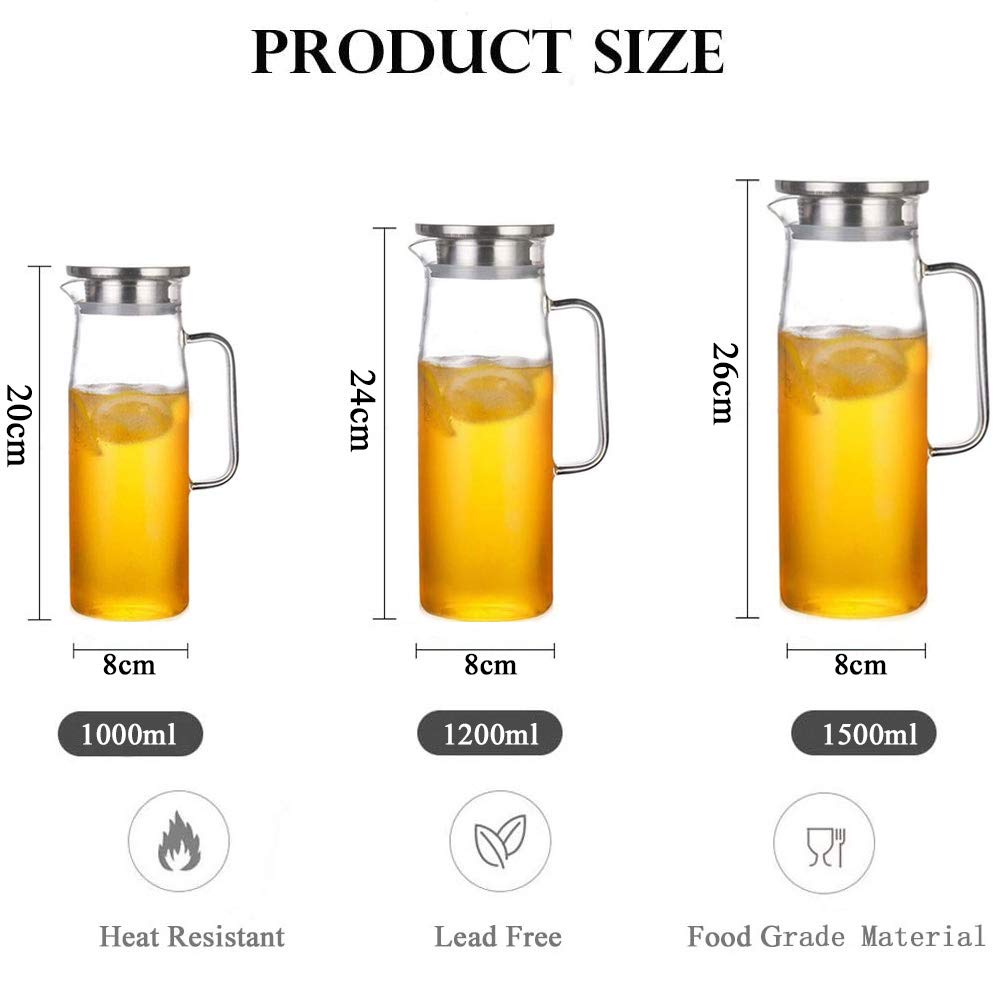 PRODUCT SIZE
20cm
24cm
26cm
8cm
8cm
8cm
1000ml
1200ml
1500ml
Heat Resistant
Lead Free
Food Grade Material